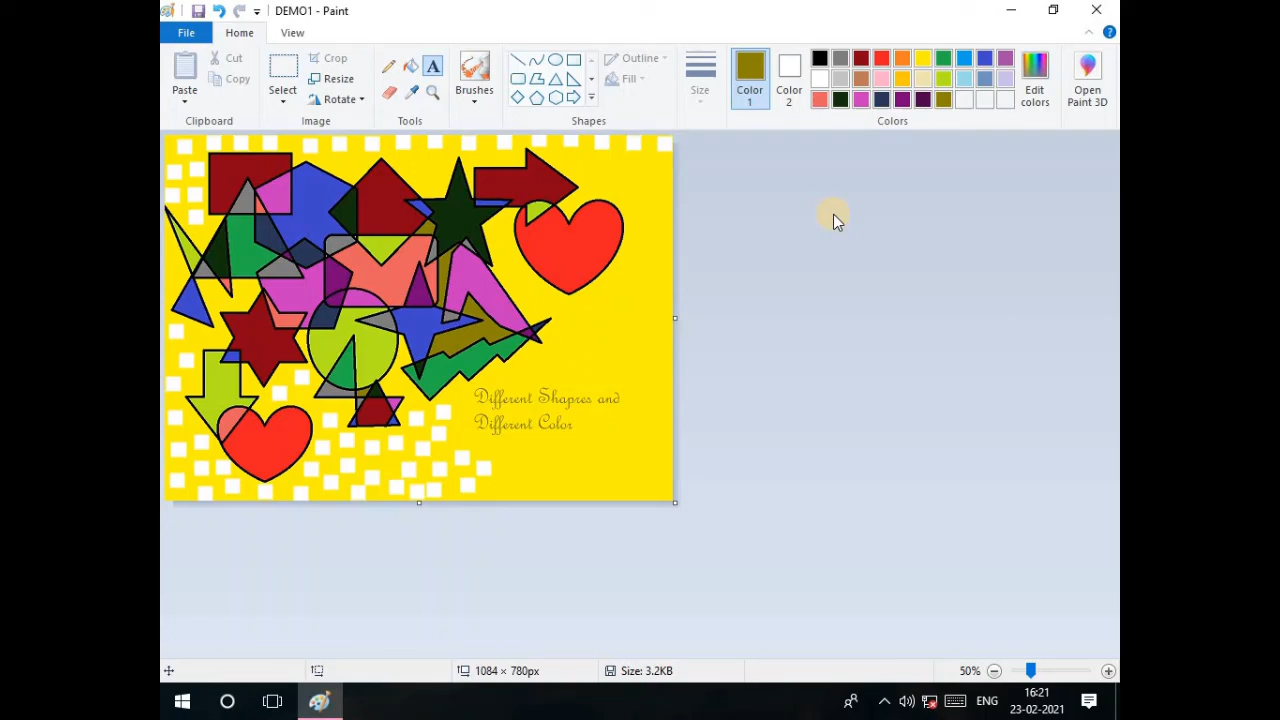 DEMO1 - Paint
File Home View
Paste
Cut
Copy
Clipboard
Select
Crop
Resize
Rotate
Image
A
Tools
Brushes
Outline
Fill
Shapes
Size
Color 1
Color 2
Edit colors
Open Paint 3D
Colors
Different Shapres and
Different Color
1084 × 780px
Size: 3.2KB
50%
ENG
16:21
23-02-2021